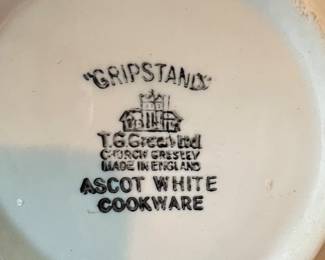 "GRIPSTAND"
T.G.Green Ltd
CHURCH GRESLEY
MADE IN ENGLAND
ASCOT WHITE
COOKWARE